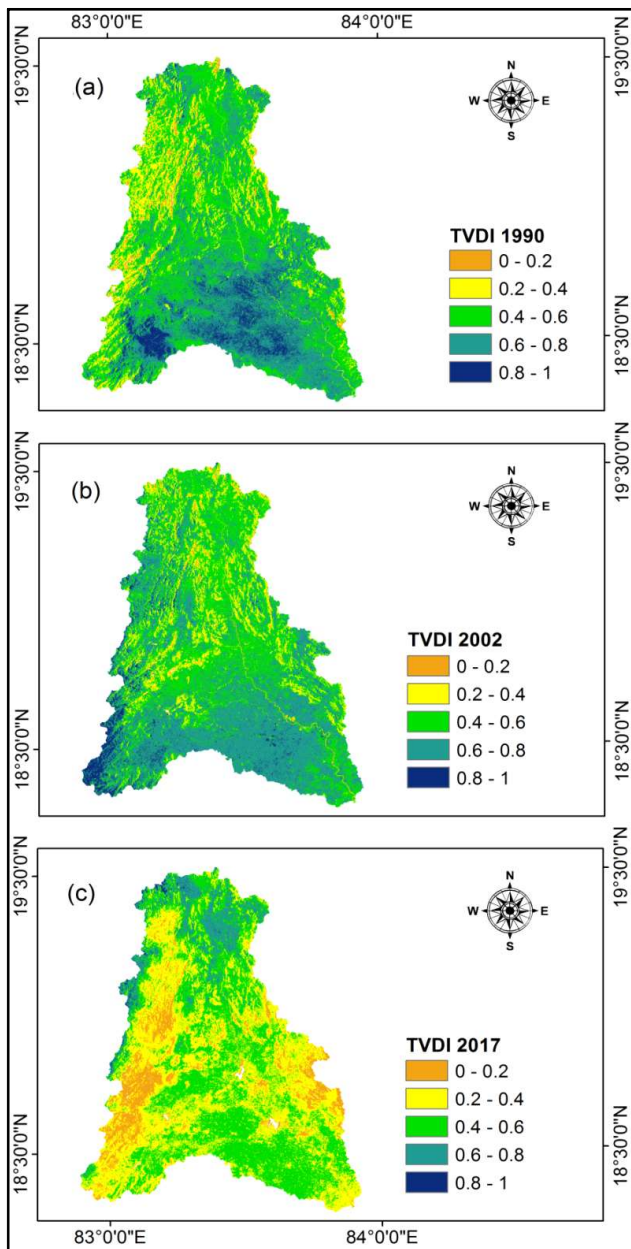 83°0'0"E 84°0'0"E
(a)
19°30'0"N 19°30'0"N
N
W E
S
TVDI 1990
0 - 0.2
0.2 - 0.4
0.4 - 0.6
0.6 - 0.8
0.8 - 1
18°30'0"N 18°30'0"N
(b)
19°30'0"N 19°30'0"N
N
W E
S
TVDI 2002
0 - 0.2
0.2 - 0.4
0.4 - 0.6
0.6 - 0.8
0.8 - 1
18°30'0"N 18°30'0"N
(c)
19°30'0"N 19°30'0"N
N
W E
S
TVDI 2017
0 - 0.2
0.2 - 0.4
0.4 - 0.6
0.6 - 0.8
0.8 - 1
18°30'0"N 18°30'0"N
83°0'0"E 84°0'0"E